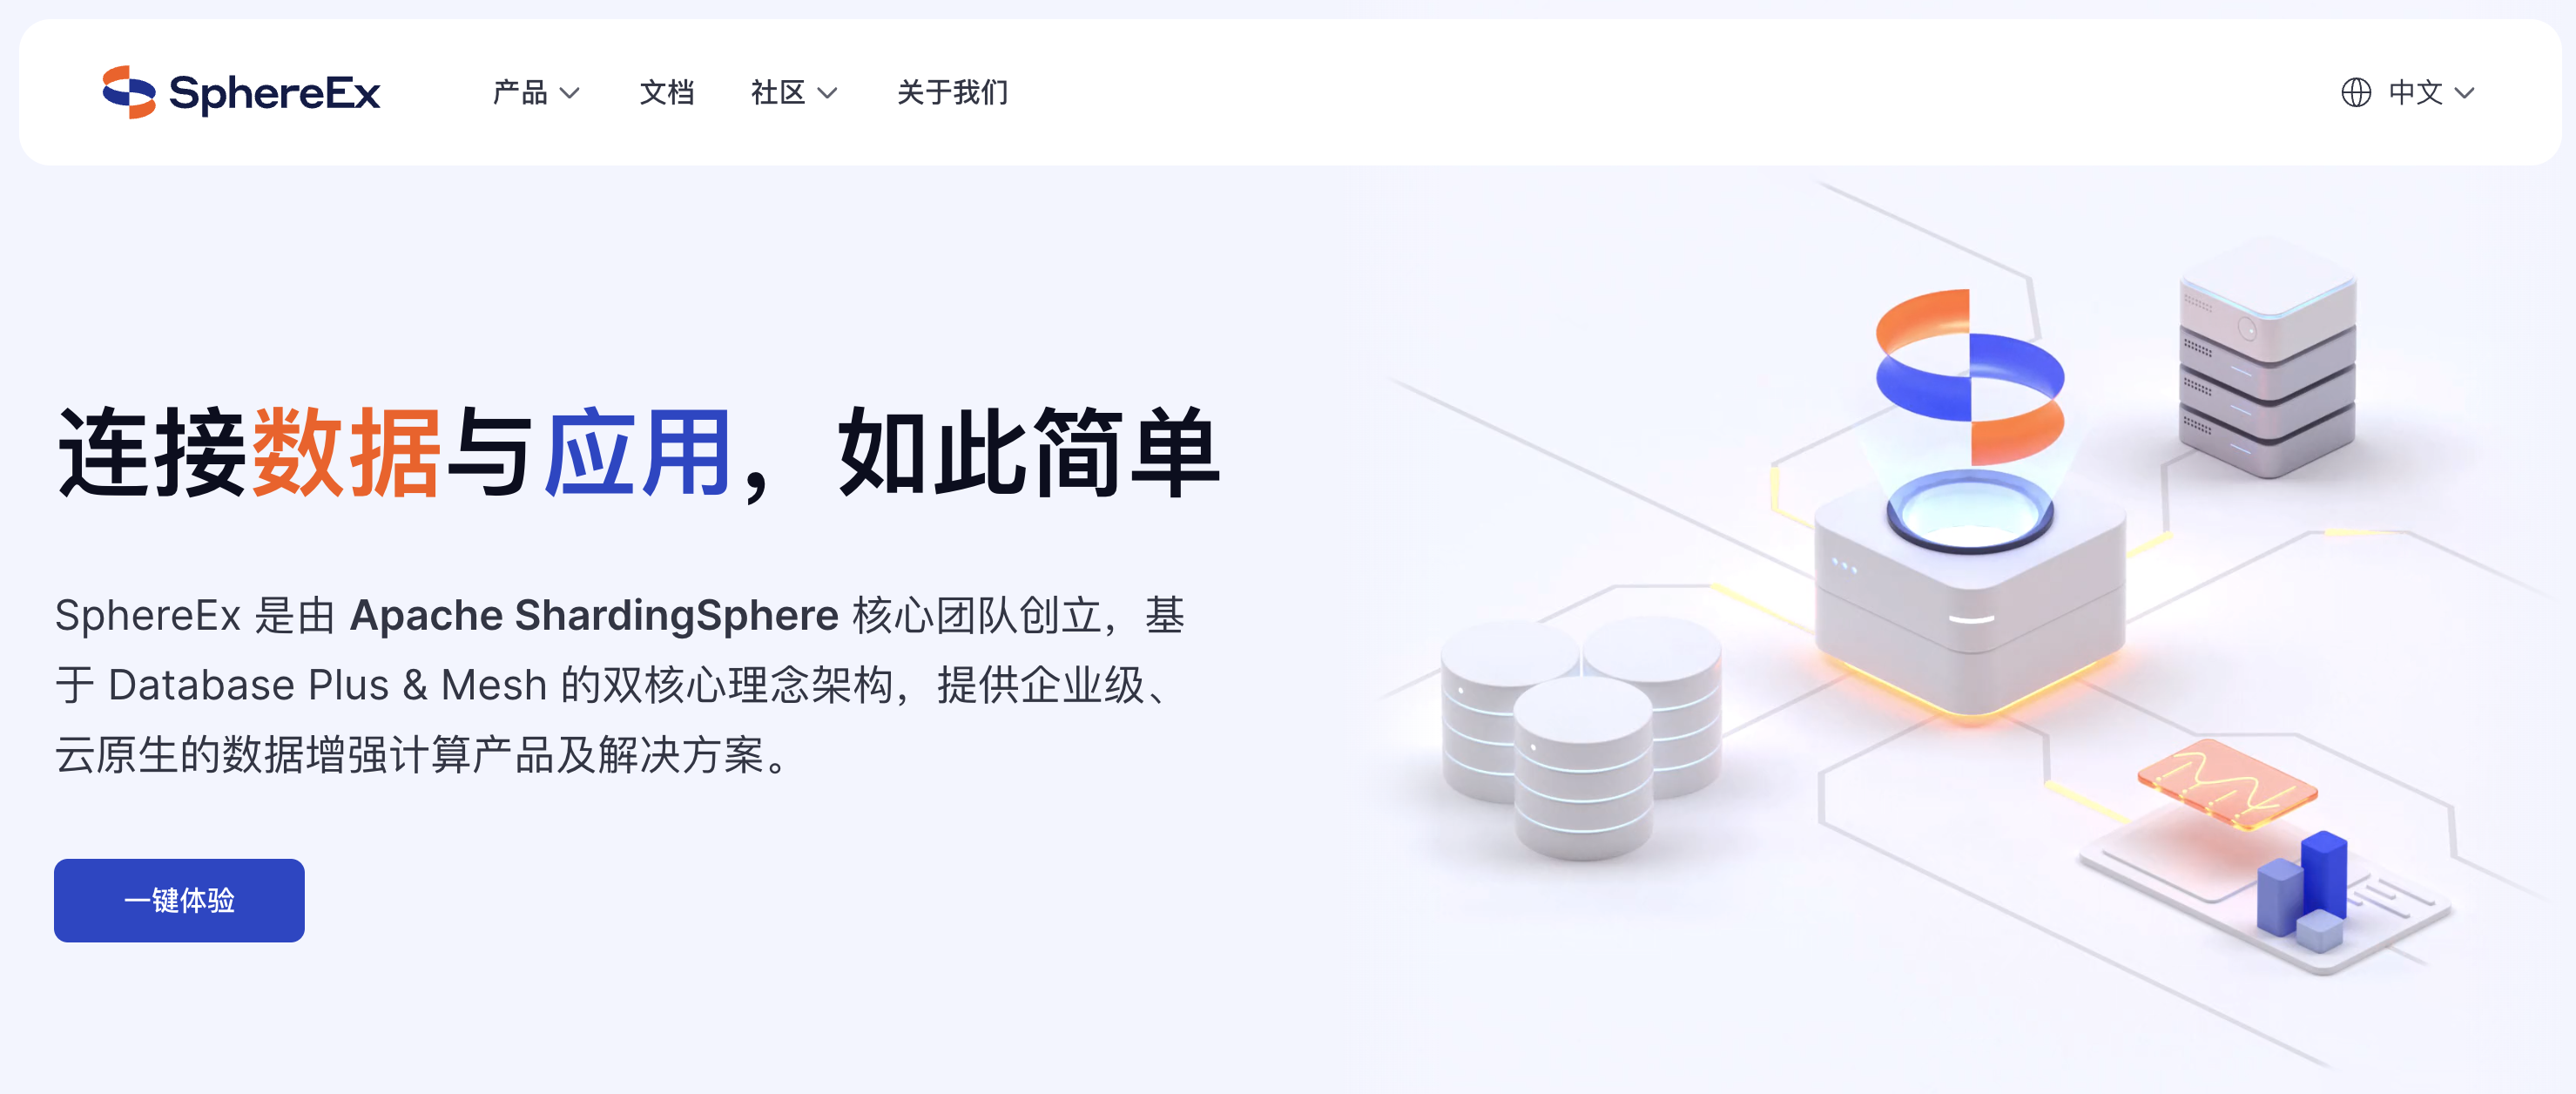 SphereEx
产品
文档
社区
关于我们
中文
连接数据与应用，如此简单
SphereEx 是由 Apache ShardingSphere 核心团队创立，基
于 Database Plus & Mesh 的双核心理念架构，提供企业级、
云原生的数据增强计算产品及解决方案。
一键体验